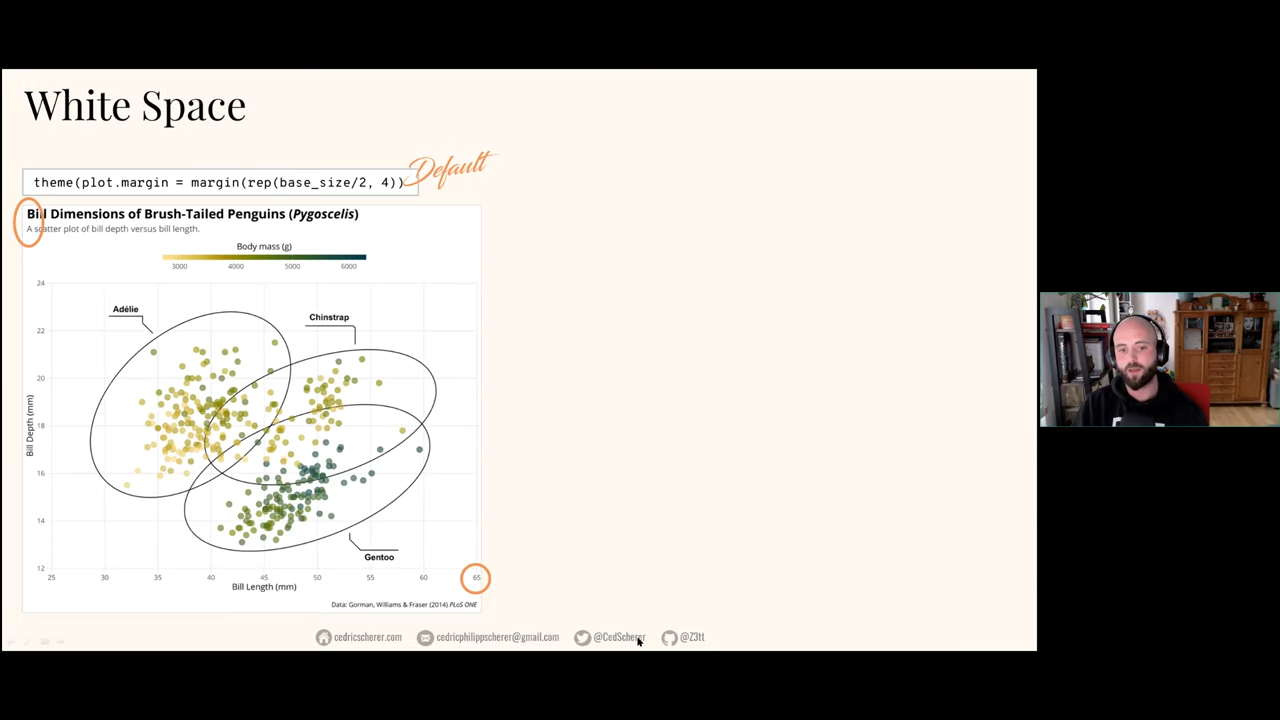 White Space
Default
theme(plot.margin = margin(rep(base_size/2, 4))
Bill Dimensions of Brush-Tailed Penguins (Pygoscelis)
A scatter plot of bill depth versus bill length.
Body mass (g)
3000 4000 5000 6000
24
22
20
18
16
14
12
Bill Depth (mm)
Adélie
Chinstrap
Gentoo
25 30 35 40 45 50 55 60 65
Bill Length (mm)
Data: Gorman, Williams & Fraser (2014) PLoS ONE
cedricscherer.com cedricphilippscherer@gmail.com @CedScherer @Z3tt